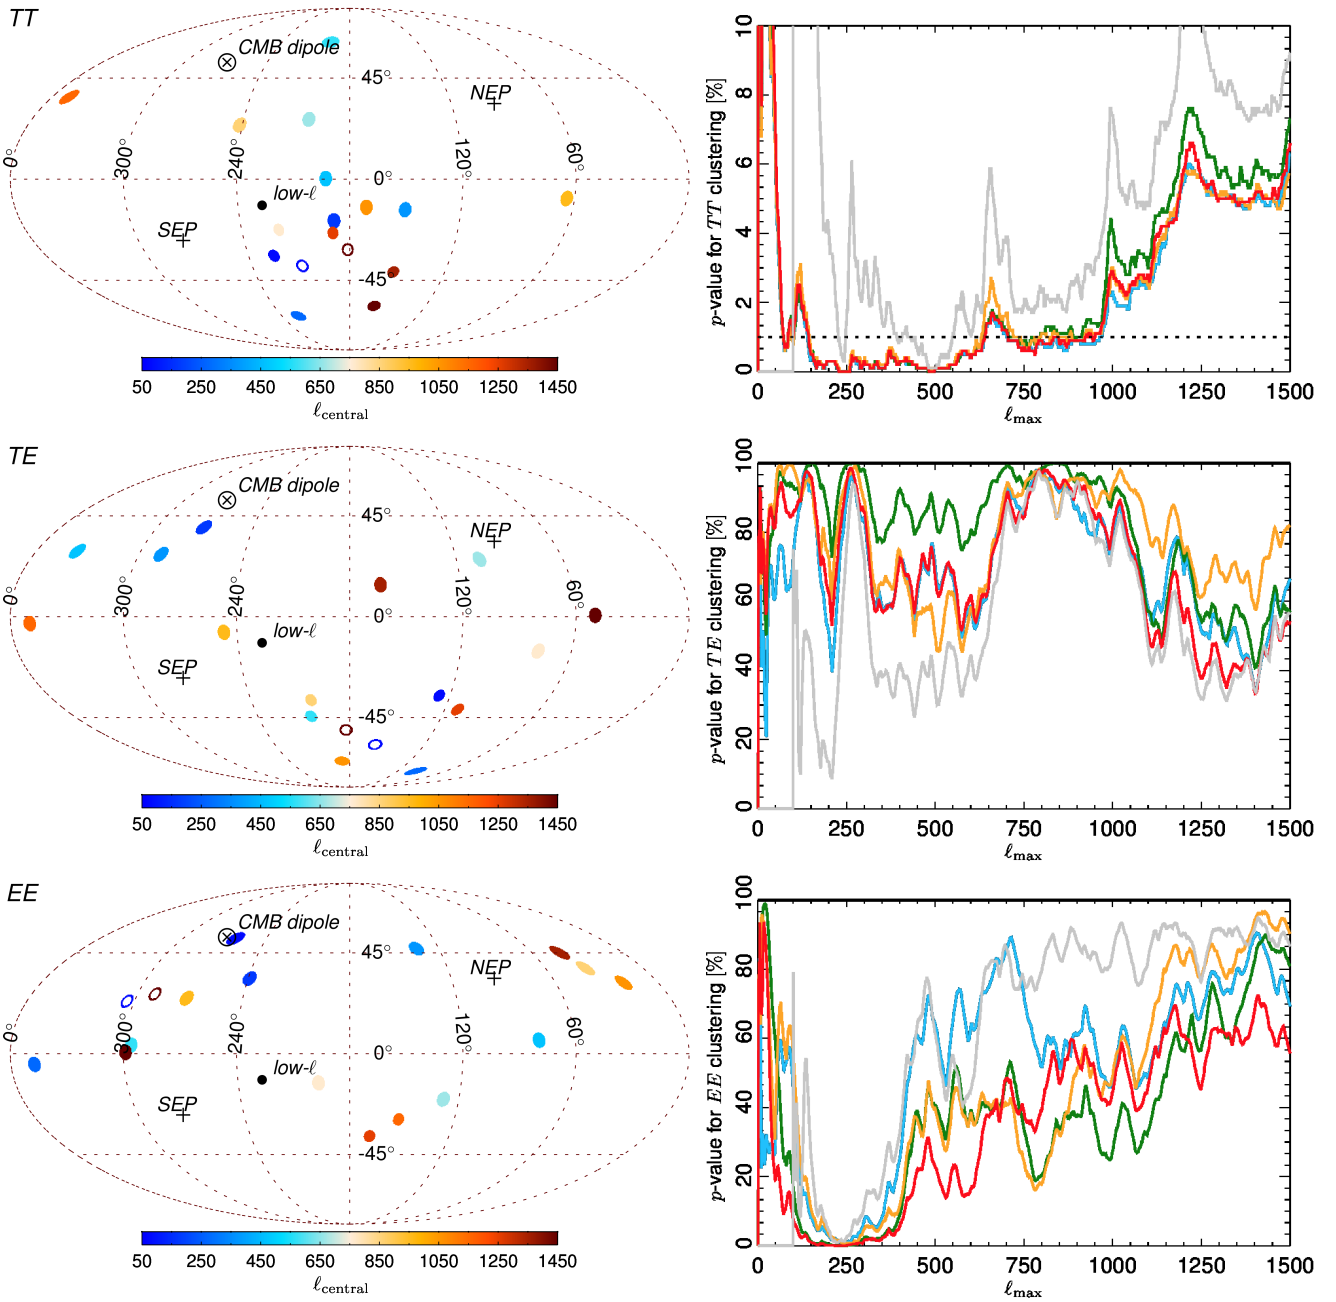 TT
CMB dipole
45°
NEP
0°
300°
240°
120°
60°
0°
low-ℓ
SEP
-45°
50 250 450 650 850 1050 1250 1450
ℓcentral
p-value for TT clustering [%]
10
8
6
4
2
0
0 250 500 750 1000 1250 1500
ℓmax
TE
CMB dipole
45°
NEP
0°
300°
240°
120°
60°
0°
low-ℓ
SEP
-45°
50 250 450 650 850 1050 1250 1450
ℓcentral
p-value for TE clustering [%]
100
80
60
40
20
0
0 250 500 750 1000 1250 1500
ℓmax
EE
CMB dipole
45°
NEP
0°
300°
240°
120°
60°
0°
low-ℓ
SEP
-45°
50 250 450 650 850 1050 1250 1450
ℓcentral
p-value for EE clustering [%]
100
80
60
40
20
0
0 250 500 750 1000 1250 1500
ℓmax